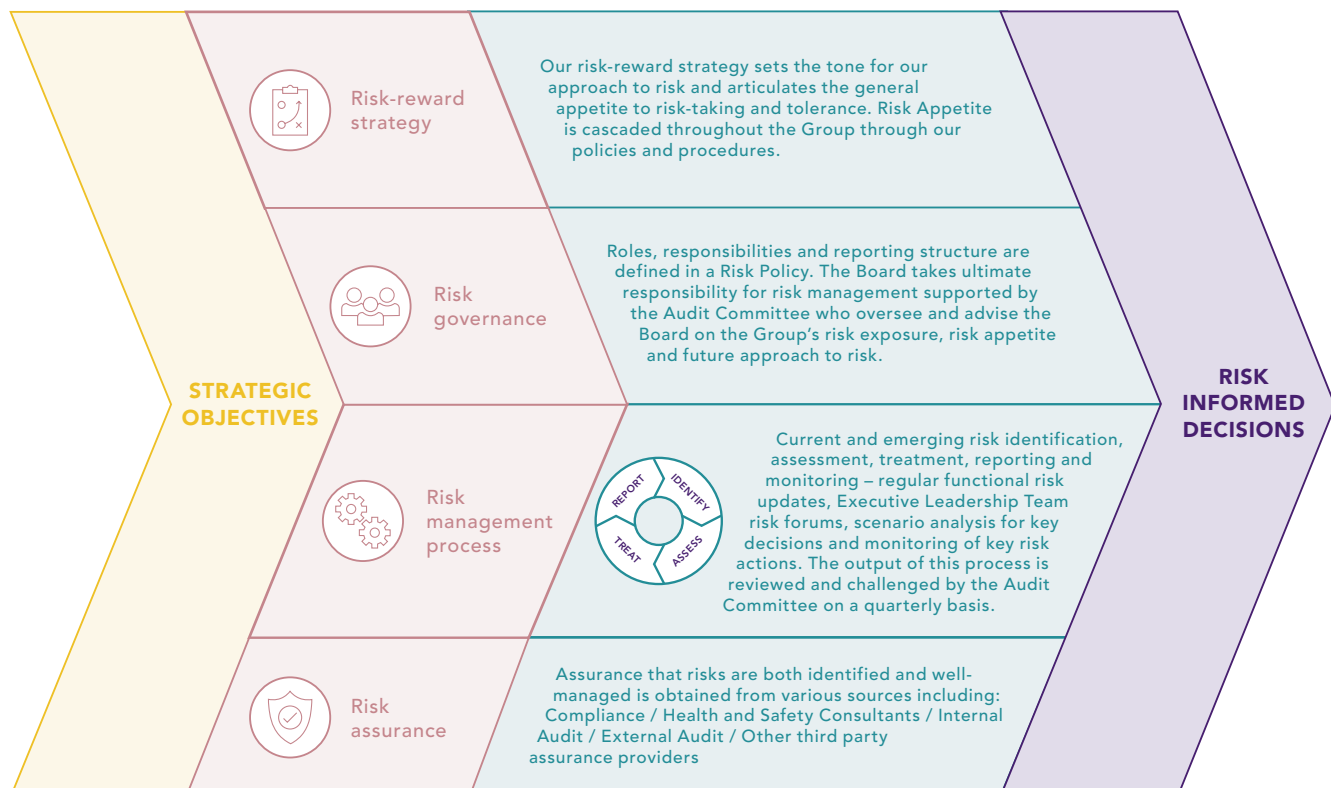 STRATEGIC
OBJECTIVES
Risk-reward
strategy
Our risk-reward strategy sets the tone for our
approach to risk and articulates the general
appetite to risk-taking and tolerance. Risk Appetite
is cascaded throughout the Group through our
policies and procedures.
Risk
governance
Roles, responsibilities and reporting structure are
defined in a Risk Policy. The Board takes ultimate
responsibility for risk management supported by
the Audit Committee who oversee and advise the
Board on the Group’s risk exposure, risk appetite
and future approach to risk.
Risk
management
process
REPORT
IDENTIFY
ASSESS
TREAT
Current and emerging risk identification,
assessment, treatment, reporting and
monitoring – regular functional risk
updates, Executive Leadership Team
risk forums, scenario analysis for key
decisions and monitoring of key risk
actions. The output of this process is
reviewed and challenged by the Audit
Committee on a quarterly basis.
Risk
assurance
Assurance that risks are both identified and well-
managed is obtained from various sources including:
Compliance / Health and Safety Consultants / Internal
Audit / External Audit / Other third party
assurance providers
RISK
INFORMED
DECISIONS